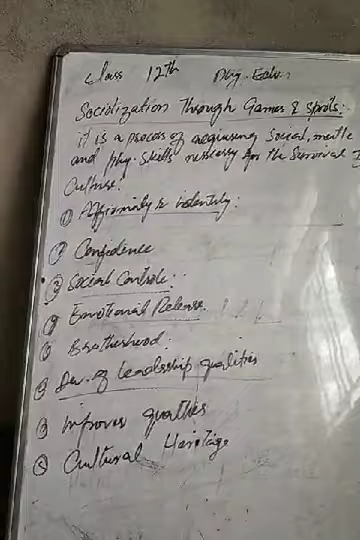 Class 12th Phy. Edu.
Socialization Through Games & Sports:
it is a process of acquiring Social, mentle
and phy. Skills necessary for the Survival I
Culture.
① Affirmity & identity:
② Confidence
③ Social Controle:
④ Emotional Release.
⑤ Brotherhood.
⑥ Dev. of leadership qualities
⑦ improves qualities
⑧ Cultural Heritage